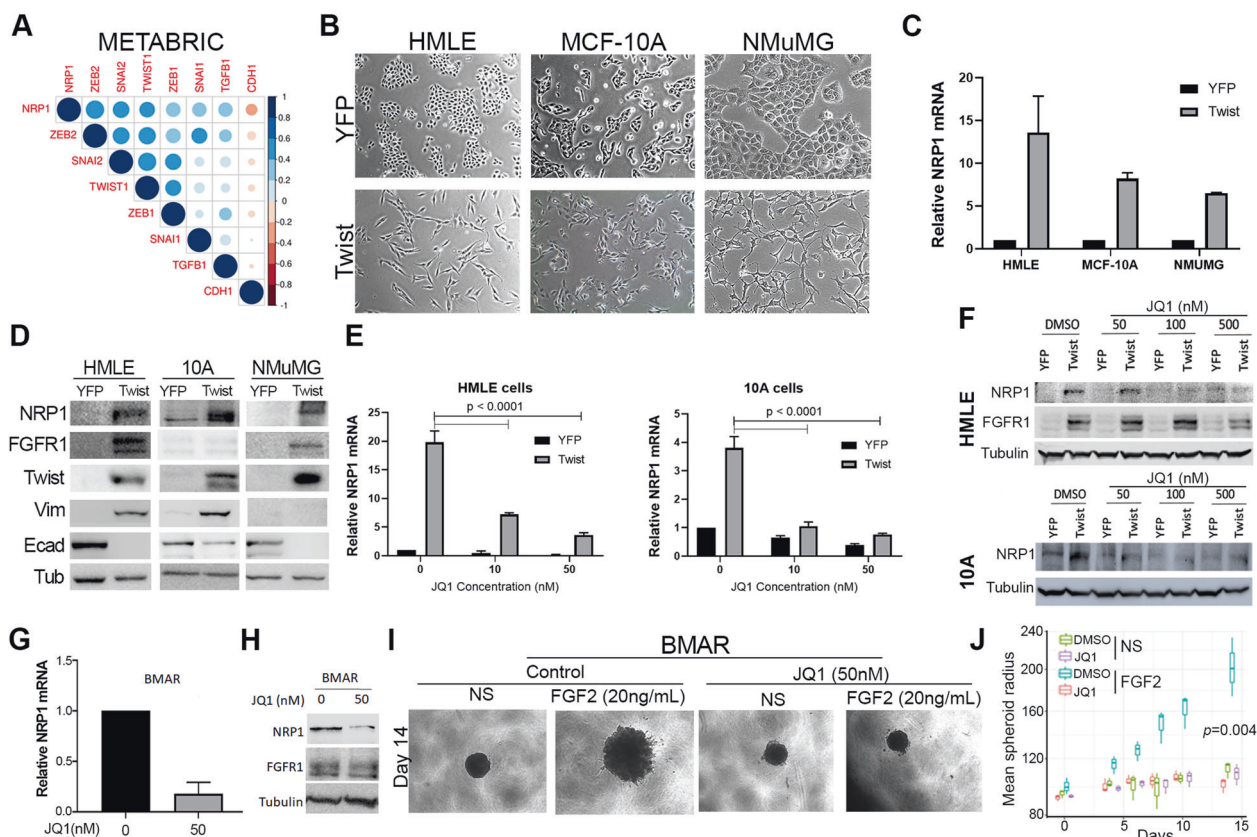 A
METABRIC
NRP1
ZEB2
SNAI2
TWIST1
ZEB1
SNAI1
TGFB1
CDH1
NRP1
ZEB2
SNAI2
TWIST1
ZEB1
SNAI1
TGFB1
CDH1
1
0.8
0.6
0.4
0.2
0
-0.2
-0.4
-0.6
-0.8
-1
B
HMLE MCF-10A NMuMG
YFP
Twist
C
Relative NRP1 mRNA
20
15
10
5
0
YFP
Twist
HMLE MCF-10A NMUMG
D
HMLE 10A NMuMG
YFP Twist YFP Twist YFP Twist
NRP1
FGFR1
Twist
Vim
Ecad
Tub
E
HMLE cells
p < 0.0001
Relative NRP1 mRNA
25
20
15
10
5
0
YFP
Twist
0 10 50
JQ1 Concentration (nM)
10A cells
p < 0.0001
Relative NRP1 mRNA
5
4
3
2
1
0
YFP
Twist
0 10 50
JQ1 Concentration (nM)
F
JQ1 (nM)
DMSO 50 100 500
YFP Twist YFP Twist YFP Twist YFP Twist
HMLE
NRP1
FGFR1
Tubulin
JQ1 (nM)
DMSO 50 100 500
YFP Twist YFP Twist YFP Twist YFP Twist
10A
NRP1
Tubulin
G
Relative NRP1 mRNA
1.5
1.0
0.5
0.0
BMAR
JQ1(nM) 0 50
H
BMAR
JQ1 (nM) 0 50
NRP1
FGFR1
Tubulin
I
BMAR
Control JQ1 (50nM)
NS FGF2 (20ng/mL) NS FGF2 (20ng/mL)
Day 14
J
Mean spheroid radius
240
200
160
120
80
DMSO
JQ1
NS
DMSO
JQ1
FGF2
p=0.004
0 5 10 15
Days